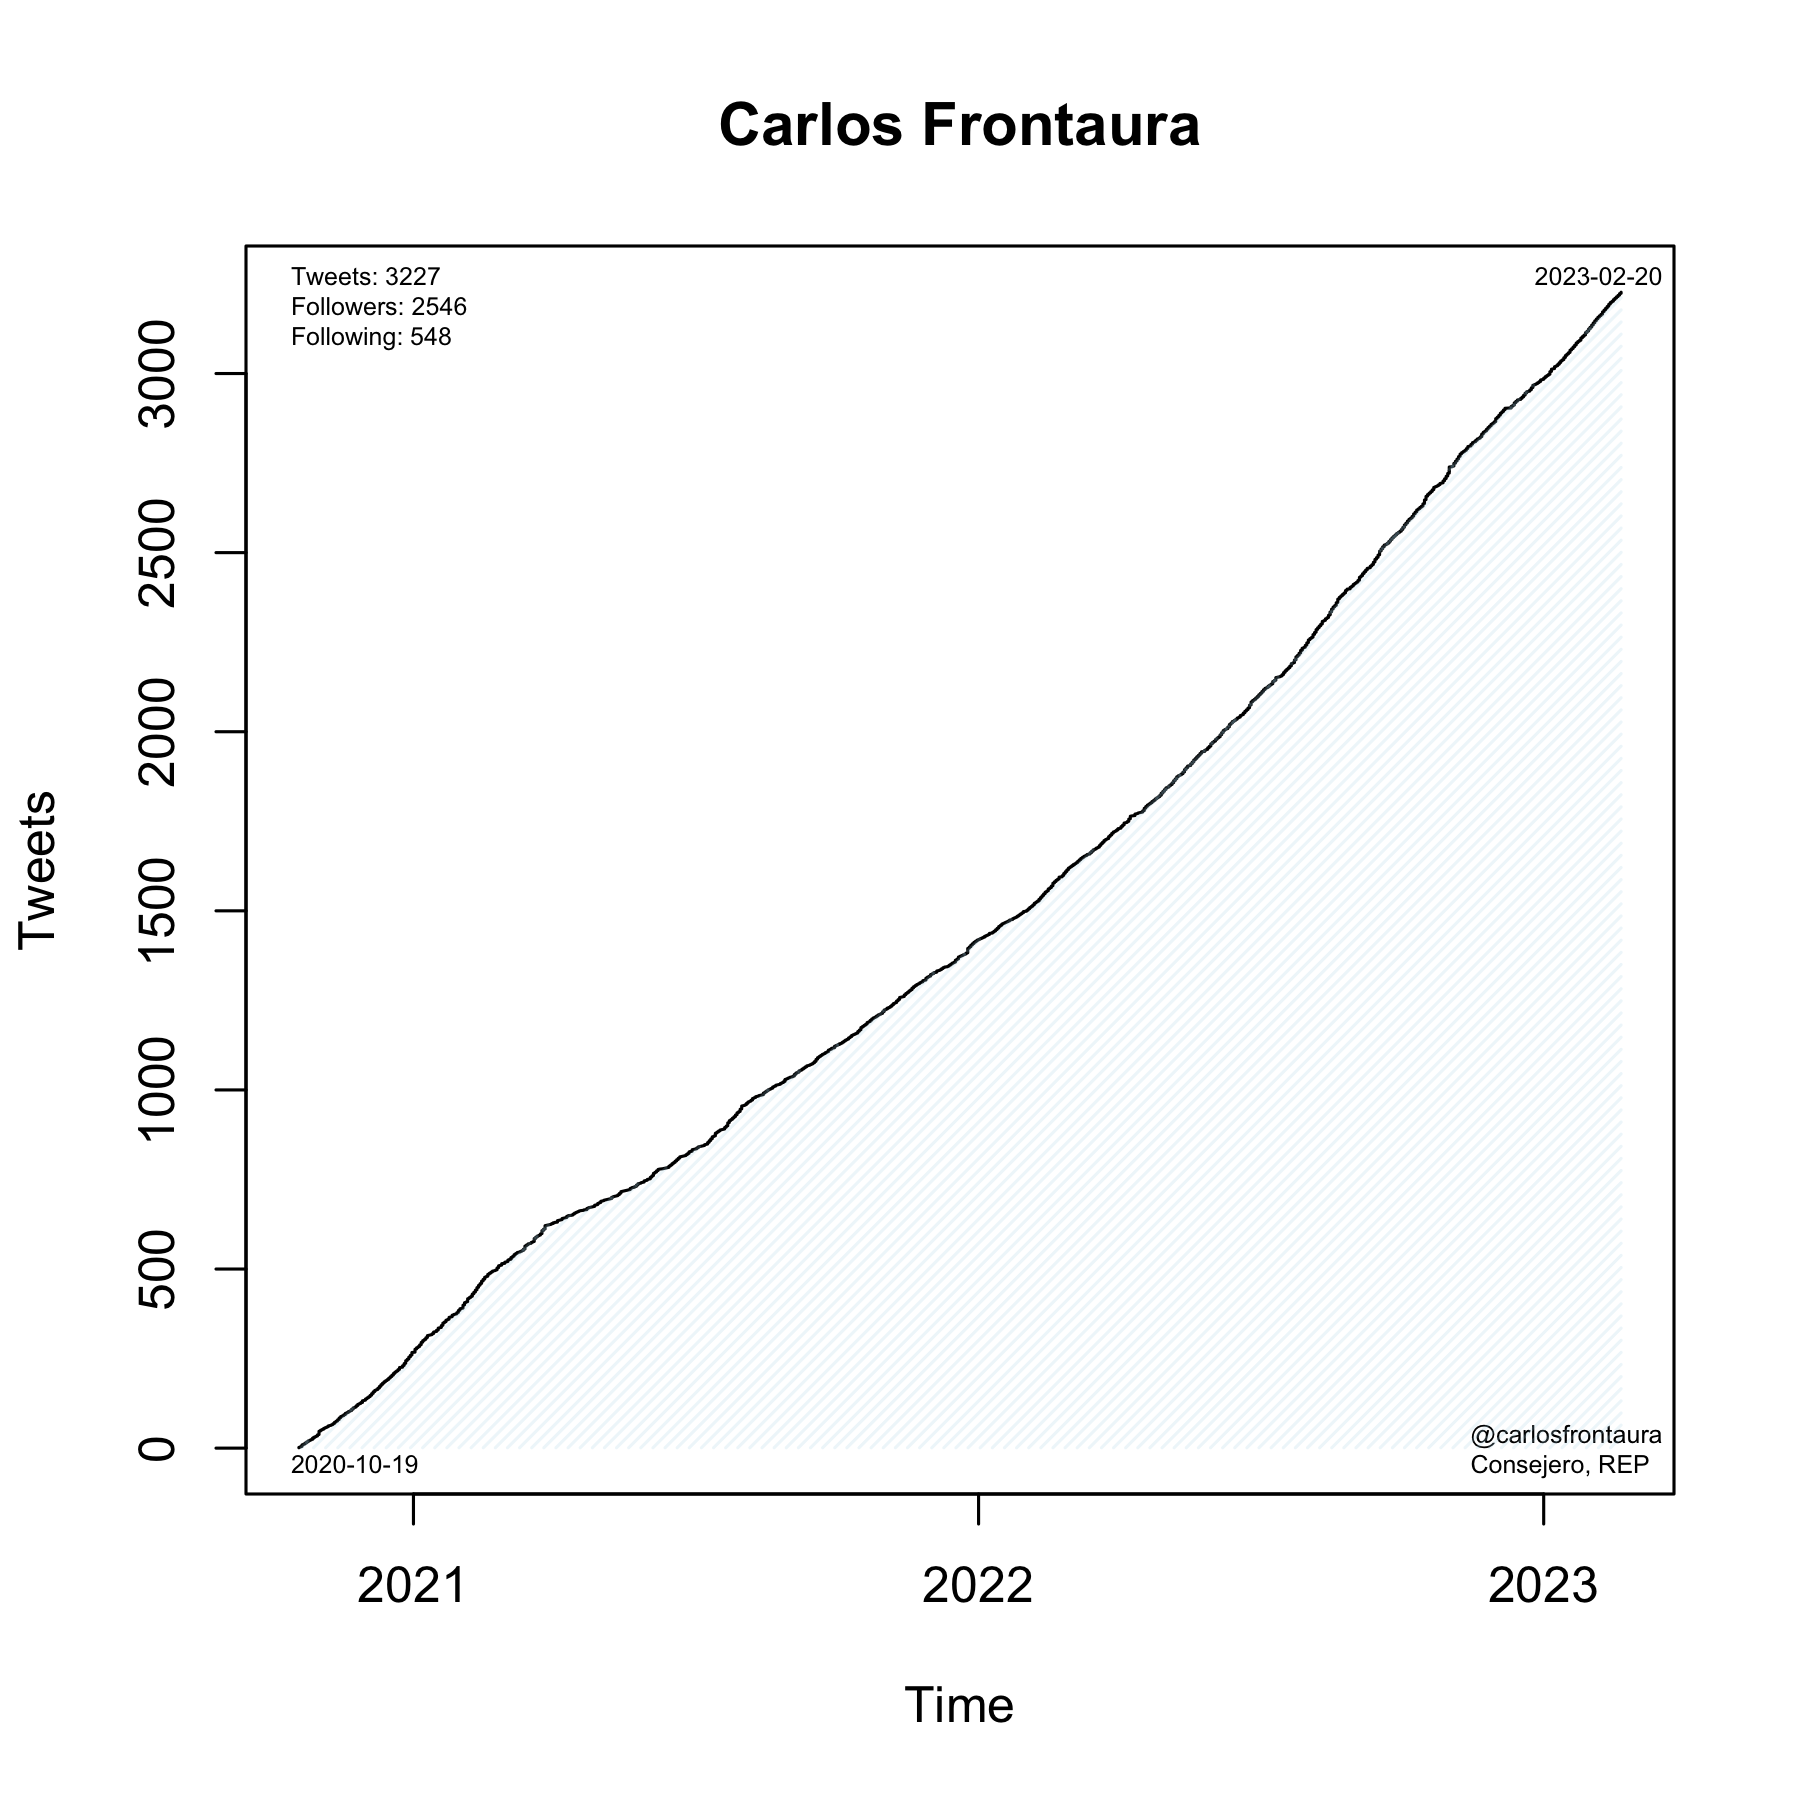 Carlos Frontaura
Tweets: 3227
Followers: 2546
Following: 548
2023-02-20
3000
2500
2000
1500
1000
500
0
Tweets
2020-10-19
@carlosfrontaura
Consejero, REP
2021
2022
2023
Time